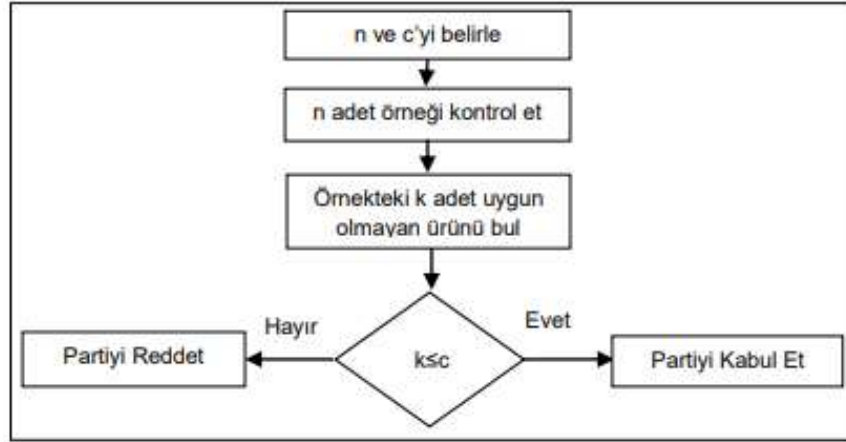 n ve c'yi belirle
n adet örneği kontrol et
Örnekteki k adet uygun
olmayan ürünü bul
Hayır
Evet
Partiyi Reddet
k≤c
Partiyi Kabul Et